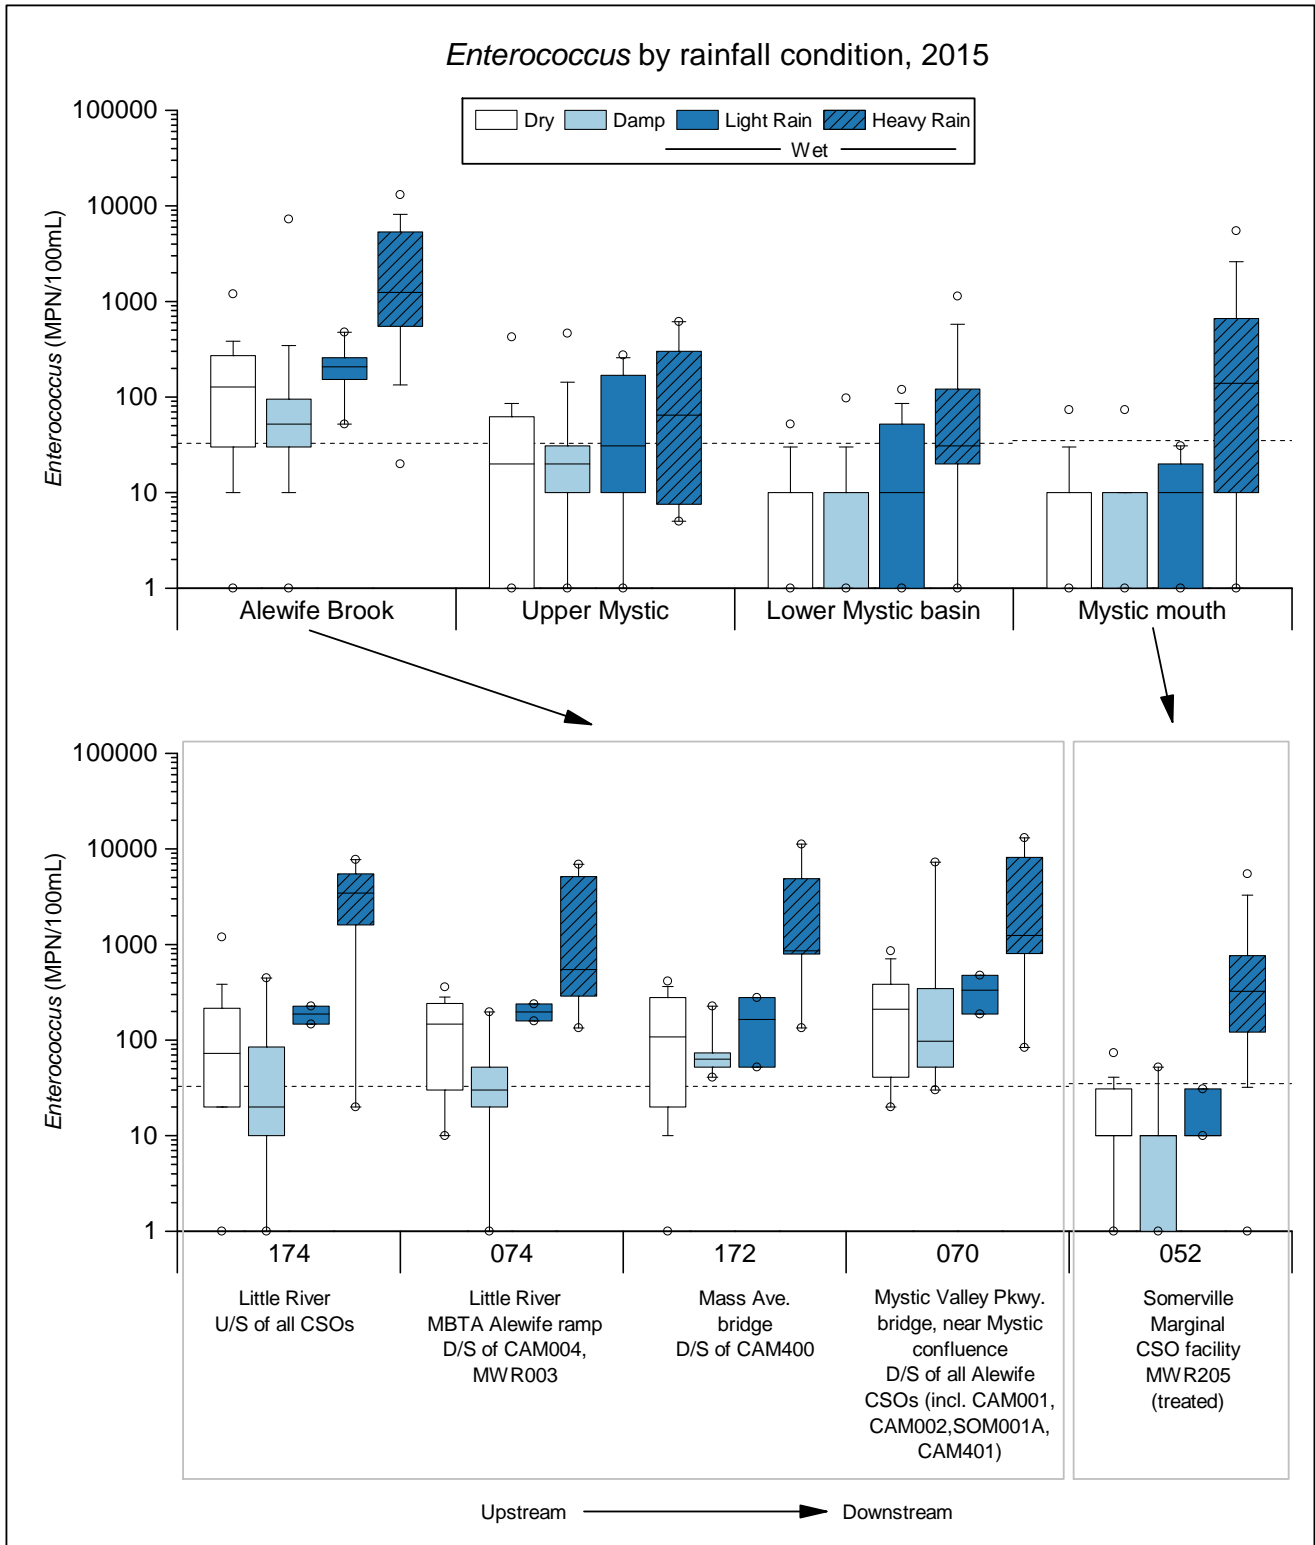 Enterococcus by rainfall condition, 2015
Dry Damp Light Rain Heavy Rain
Wet
Enterococcus (MPN/100mL)
100000
10000
1000
100
10
1
Alewife Brook Upper Mystic Lower Mystic basin Mystic mouth
Enterococcus (MPN/100mL)
100000
10000
1000
100
10
1
174 074 172 070 052
Little River
U/S of all CSOs
Little River
MBTA Alewife ramp
D/S of CAM004,
MWR003
Mass Ave.
bridge
D/S of CAM400
Mystic Valley Pkwy.
bridge, near Mystic
confluence
D/S of all Alewife
CSOs (incl. CAM001,
CAM002,SOM001A,
CAM401)
Somerville
Marginal
CSO facility
MWR205
(treated)
Upstream Downstream